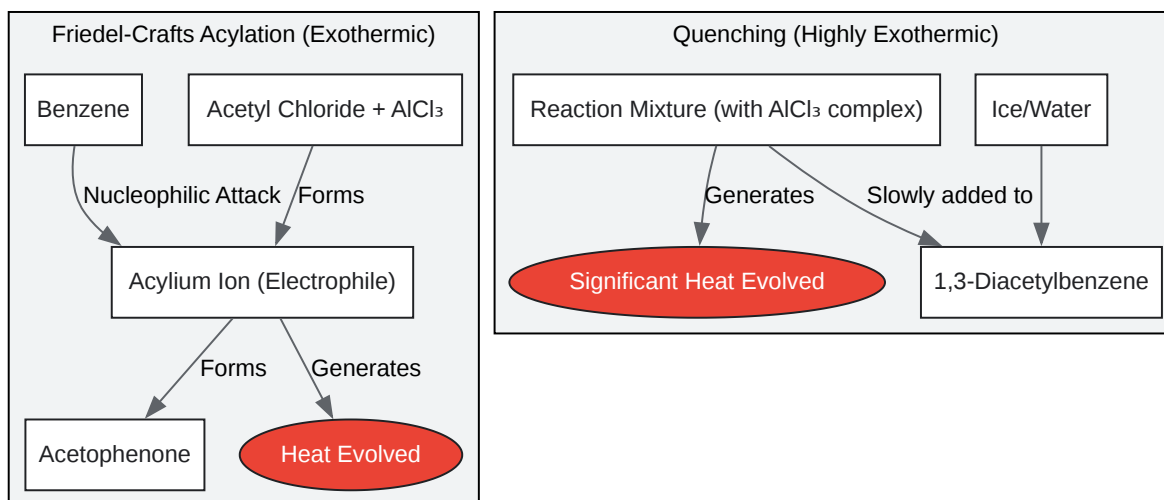 Friedel-Crafts Acylation (Exothermic)
Benzene
Acetyl Chloride + AlCl₃
Nucleophilic Attack
Forms
Acylium Ion (Electrophile)
Forms
Generates
Acetophenone
Heat Evolved
Quenching (Highly Exothermic)
Reaction Mixture (with AlCl₃ complex)
Ice/Water
Generates
Slowly added to
Significant Heat Evolved
1,3-Diacetylbenzene